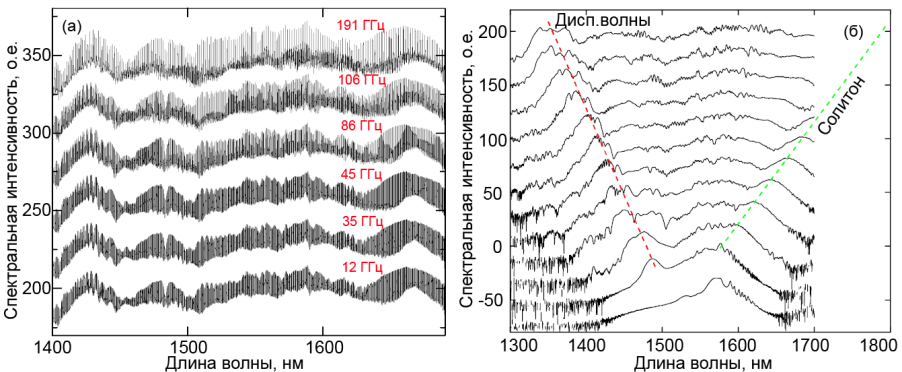 (а)
191 ГГц
106 ГГц
86 ГГц
45 ГГц
35 ГГц
12 ГГц
Спектральная интенсивность, о.е.
350
300
250
200
1400
1500
1600
Длина волны, нм
(б)
Дисп.волны
Солитон
Спектральная интенсивность, о. е.
200
150
100
50
0
-50
1300
1400
1500
1600
1700
1800
Длина волны, нм